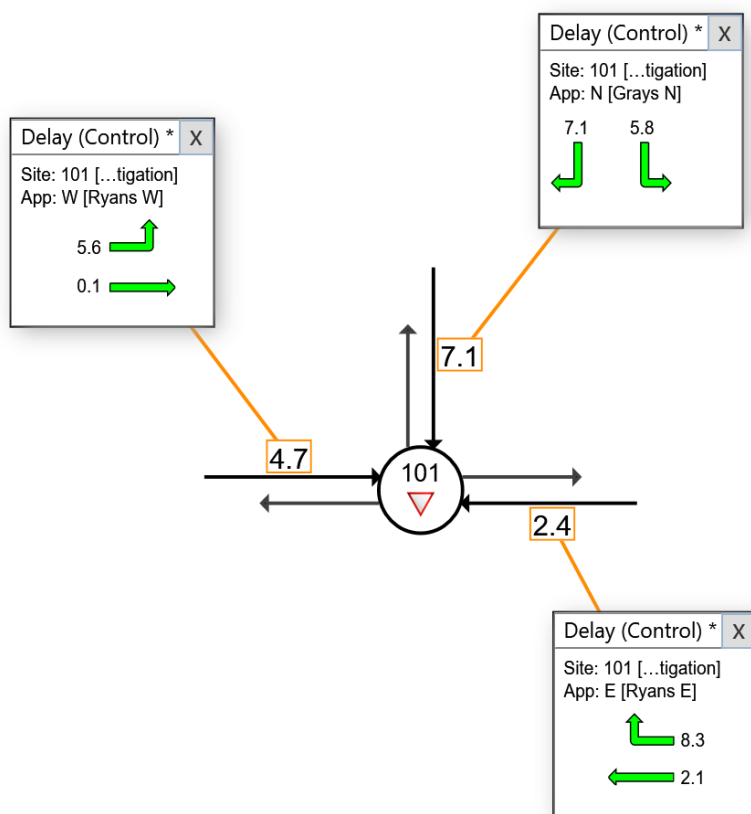 Delay (Control) * X
Site: 101 […tigation]
App: N [Grays N]
7.1 5.8
Delay (Control) * X
Site: 101 […tigation]
App: W [Ryans W]
5.6
0.1
7.1
4.7
101
2.4
Delay (Control) * X
Site: 101 […tigation]
App: E [Ryans E]
8.3
2.1